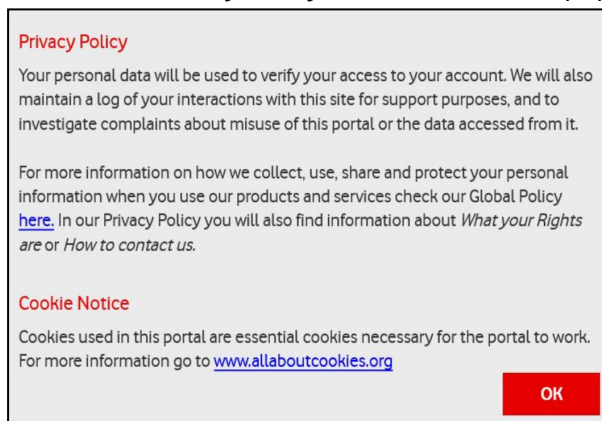 Privacy Policy
Your personal data will be used to verify your access to your account. We will also
maintain a log of your interactions with this site for support purposes, and to
investigate complaints about misuse of this portal or the data accessed from it.
For more information on how we collect, use, share and protect your personal
information when you use our products and services check our Global Policy
here. In our Privacy Policy you will also find information about What your Rights
are or How to contact us.
Cookie Notice
Cookies used in this portal are essential cookies necessary for the portal to work.
For more information go to www.allaboutcookies.org
OK